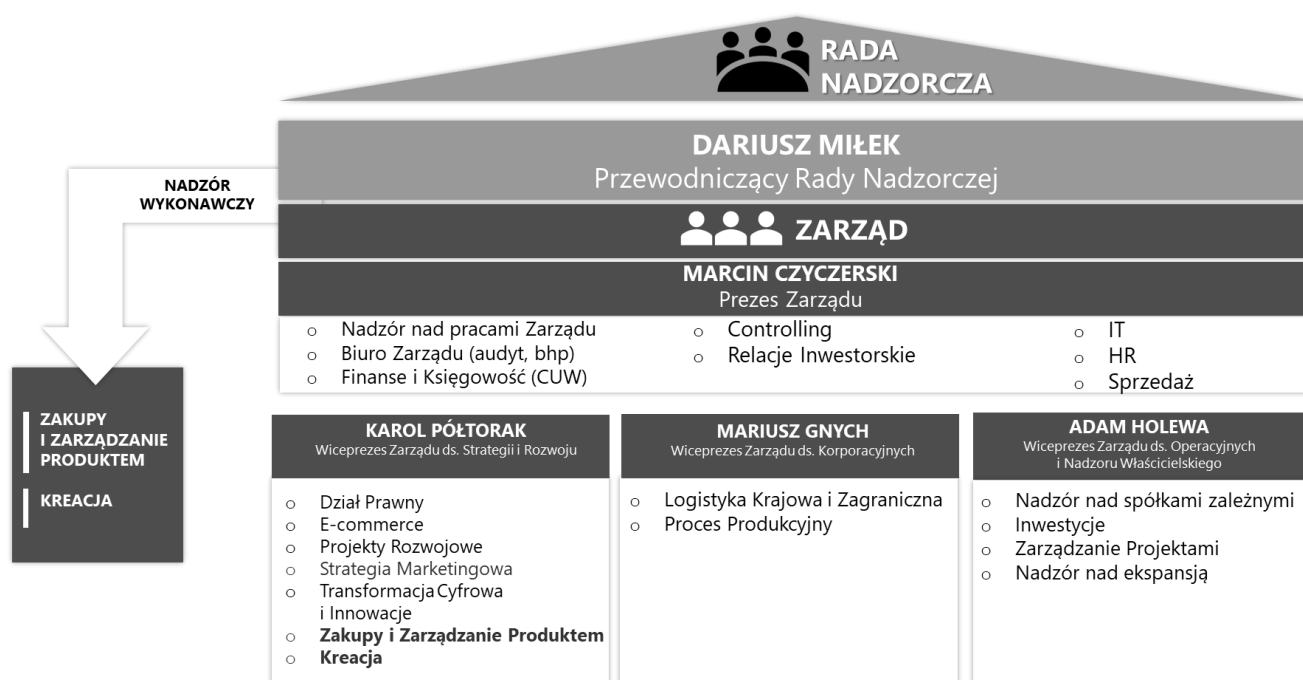 RADA
NADZORCZA
DARIUSZ MIŁEK
Przewodniczący Rady Nadzorczej
NADZÓR
WYKONAWCZY
ZARZĄD
MARCIN CZYCZERSKI
Prezes Zarządu
o Nadzór nad pracami Zarządu
o Biuro Zarządu (audyt, bhp)
o Finanse i Księgowość (CUW)
o Controlling
o Relacje Inwestorskie
o IT
o HR
o Sprzedaż
ZAKUPY
I ZARZĄDZANIE
PRODUKTEM
KREACJA
KAROL PÓŁTORAK
Wiceprezes Zarządu ds. Strategii i Rozwoju
o Dział Prawny
o E-commerce
o Projekty Rozwojowe
o Strategia Marketingowa
o Transformacja Cyfrowa
i Innowacje
o Zakupy i Zarządzanie Produktem
o Kreacja
MARIUSZ GNYCH
Wiceprezes Zarządu ds. Korporacyjnych
o Logistyka Krajowa i Zagraniczna
o Proces Produkcyjny
ADAM HOLEWA
Wiceprezes Zarządu ds. Operacyjnych
i Nadzoru Właścicielskiego
o Nadzór nad spółkami zależnymi
o Inwestycje
o Zarządzanie Projektami
o Nadzór nad ekspansją